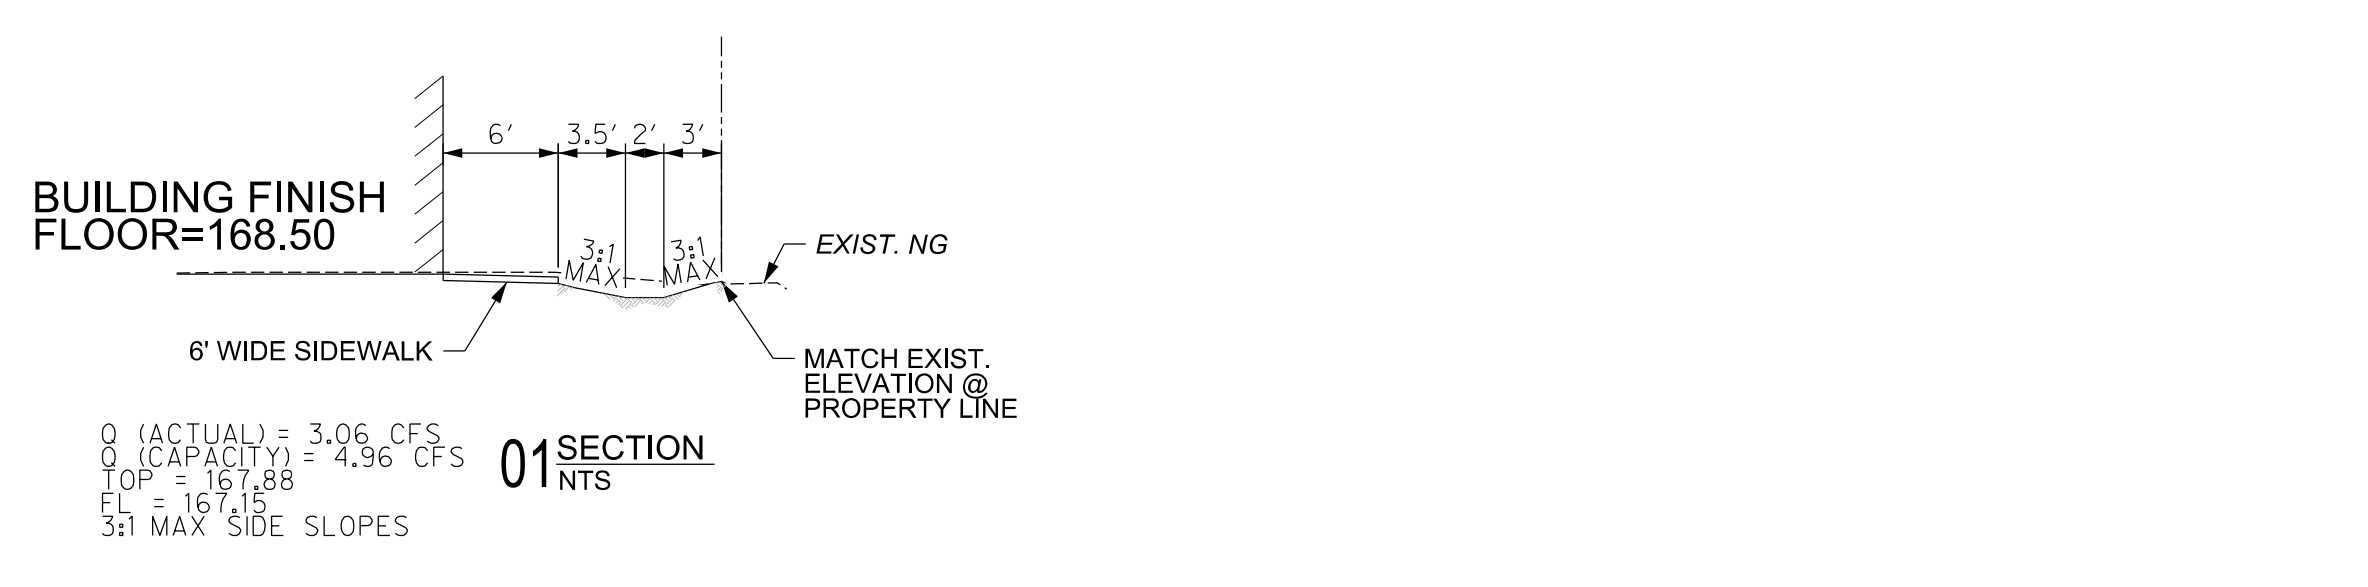 6' 3.5' 2' 3'
BUILDING FINISH
FLOOR=168.50
3:1
MAX
3:1
MAX
EXIST. NG
6' WIDE SIDEWALK
MATCH EXIST.
ELEVATION @
PROPERTY LINE
Q (ACTUAL) = 3.06 CFS
Q (CAPACITY) = 4.96 CFS
TOP = 167.88
FL = 167.15
3:1 MAX SIDE SLOPES
01 SECTION
NTS